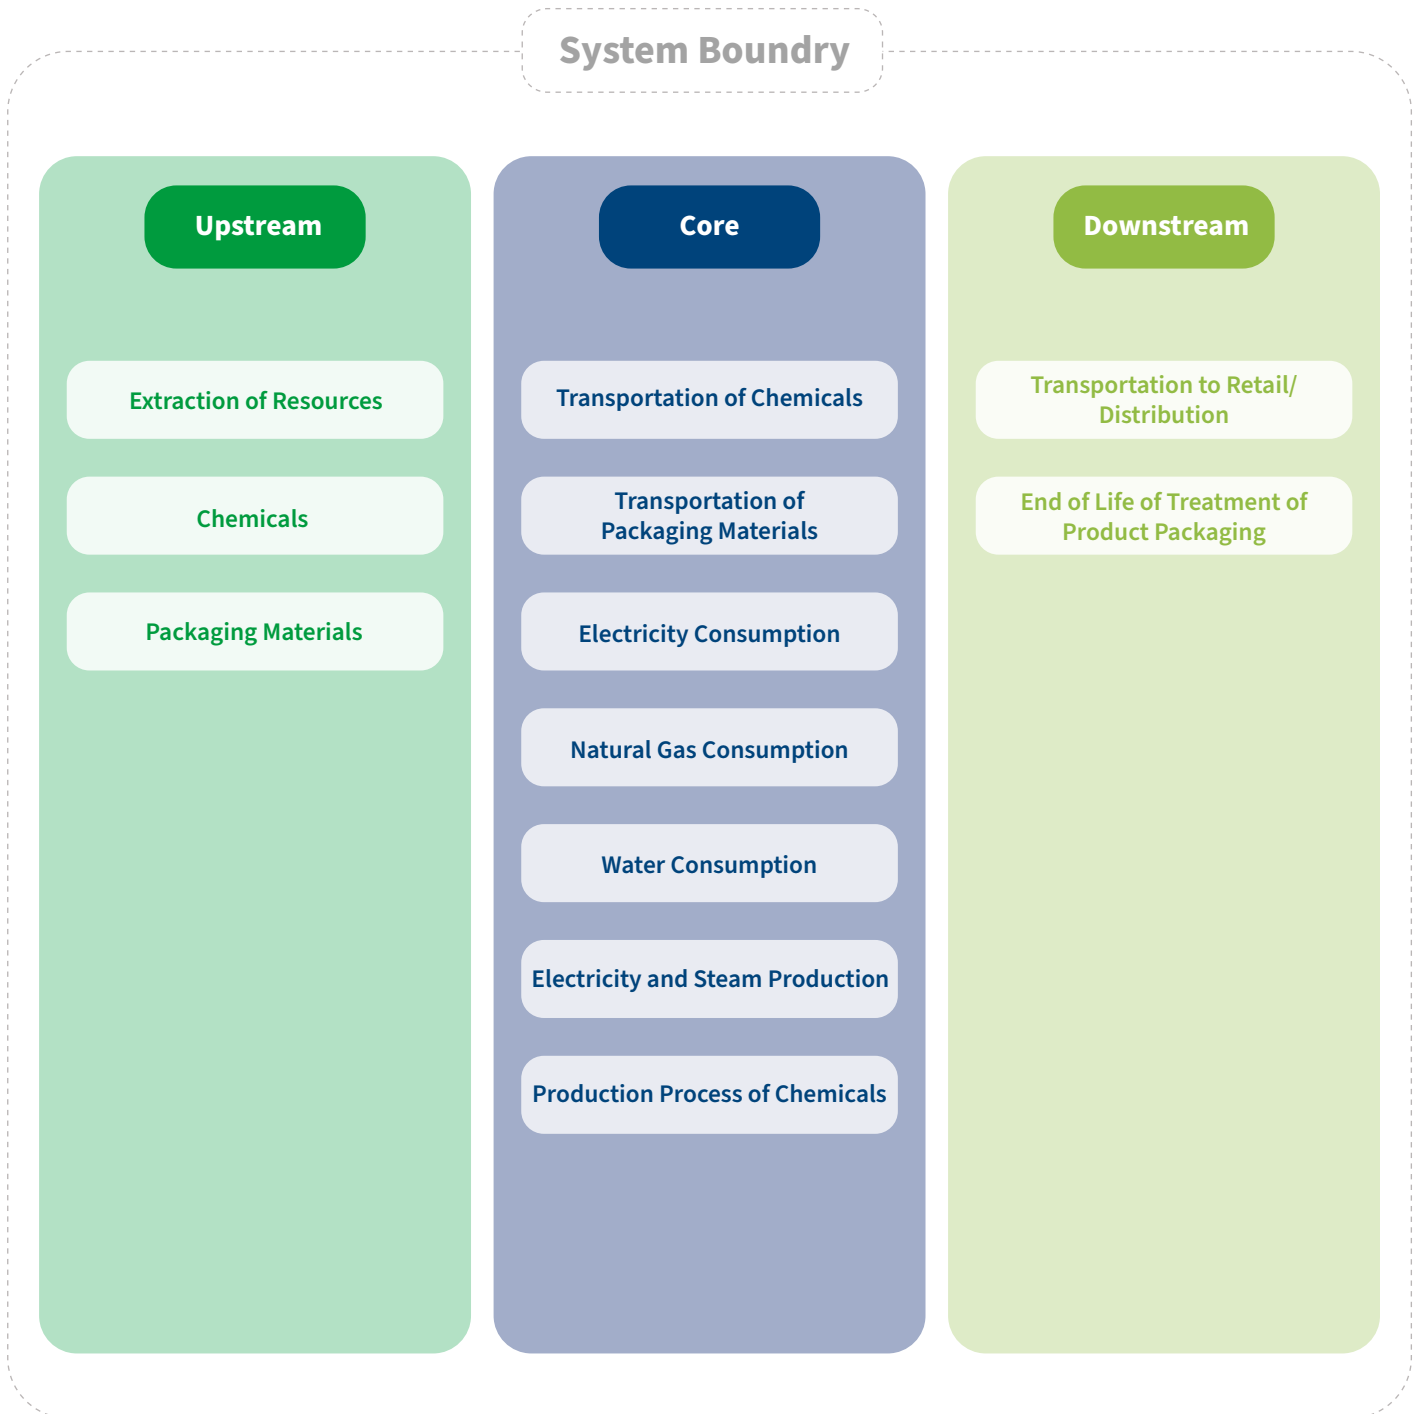 System Boundry
Upstream
Extraction of Resources
Chemicals
Packaging Materials
Core
Transportation of Chemicals
Transportation of
Packaging Materials
Electricity Consumption
Natural Gas Consumption
Water Consumption
Electricity and Steam Production
Production Process of Chemicals
Downstream
Transportation to Retail/
Distribution
End of Life of Treatment of
Product Packaging